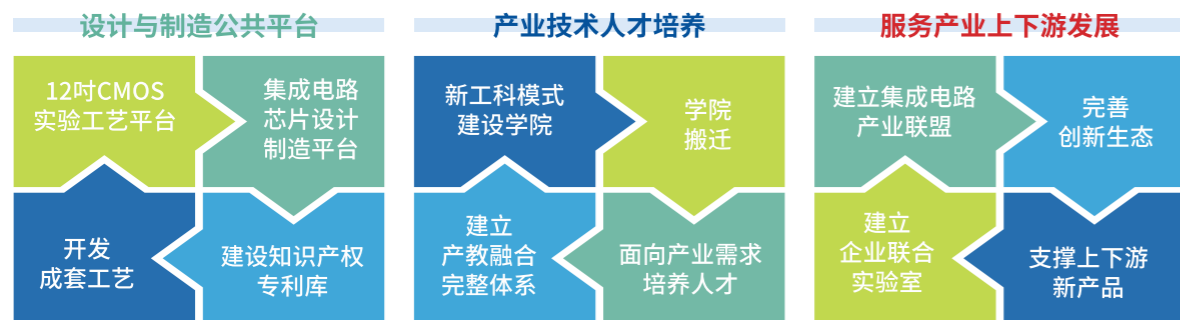 设计与制造公共平台
12吋CMOS
实验工艺平台
集成电路
芯片设计
制造平台
开发
成套工艺
建设知识产权
专利库
产业技术人才培养
新工科模式
建设学院
学院
搬迁
建立
产教融合
完整体系
面向产业需求
培养人才
服务产业上下游发展
建立集成电路
产业联盟
完善
创新生态
建立
企业联合
实验室
支撑上下游
新产品